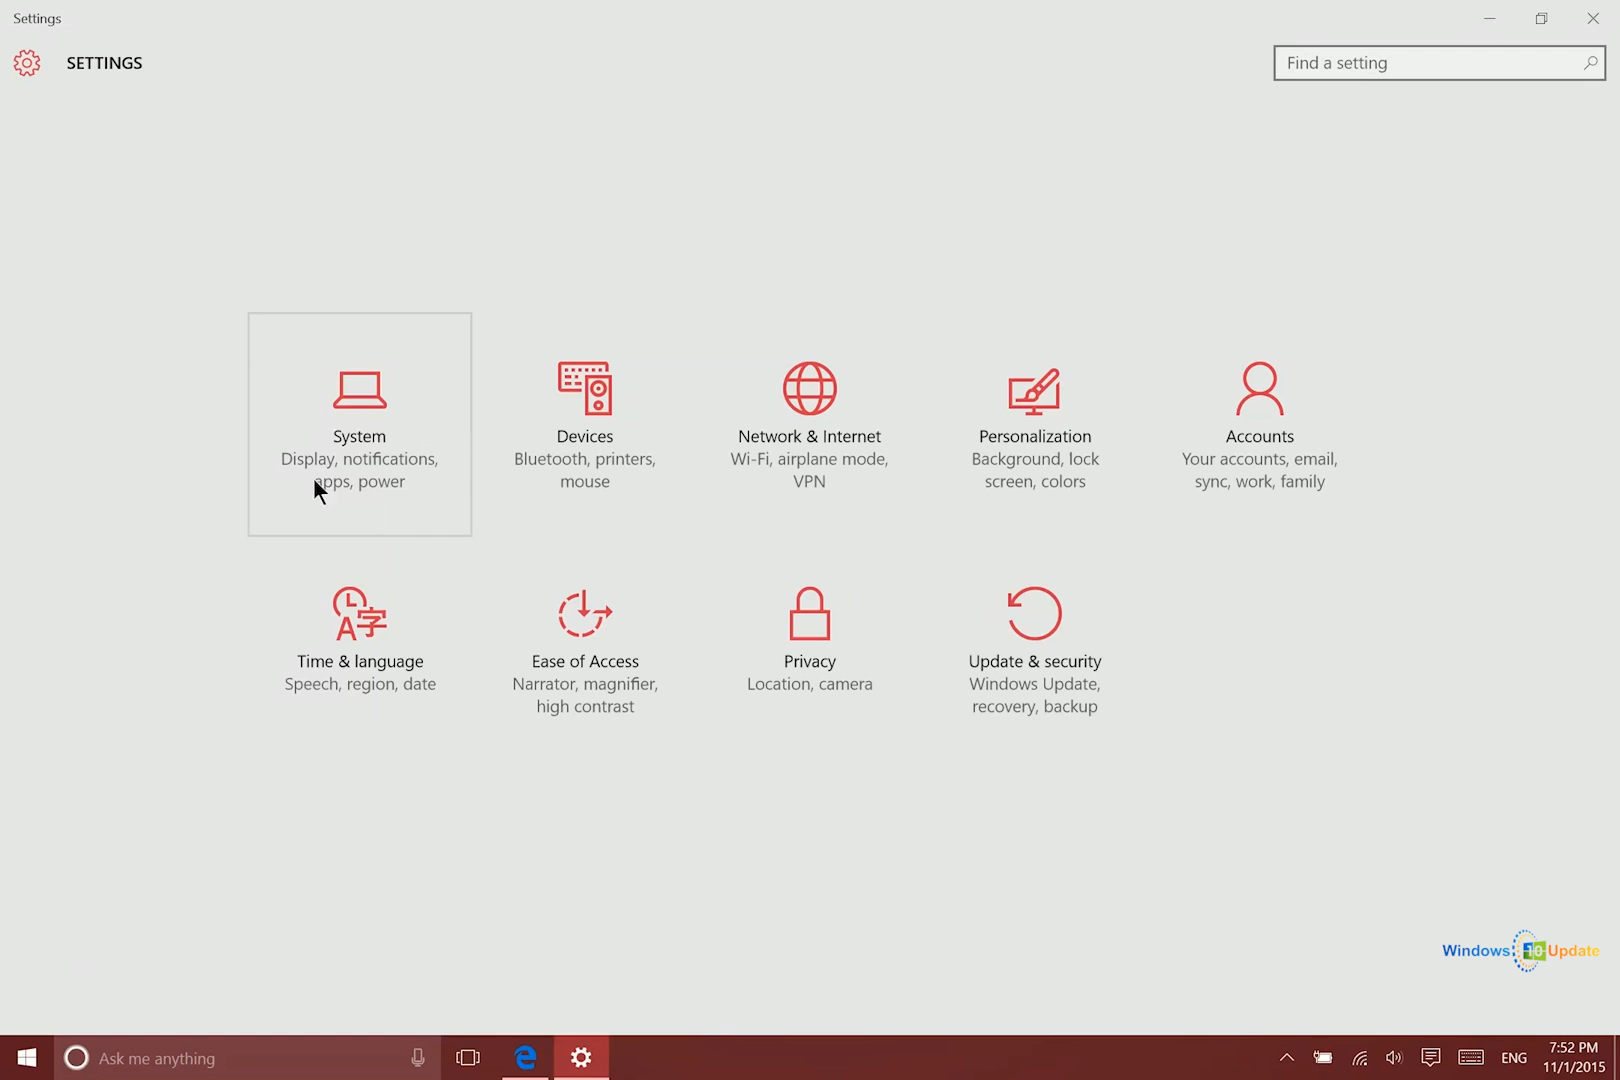 Settings
SETTINGS
Find a setting
System
Display, notifications,
apps, power
Devices
Bluetooth, printers,
mouse
Network & Internet
Wi-Fi, airplane mode,
VPN
Personalization
Background, lock
screen, colors
Accounts
Your accounts, email,
sync, work, family
Time & language
Speech, region, date
Ease of Access
Narrator, magnifier,
high contrast
Privacy
Location, camera
Update & security
Windows Update,
recovery, backup
Windows 10 Update
Ask me anything
ENG
7:52 PM
11/1/2015